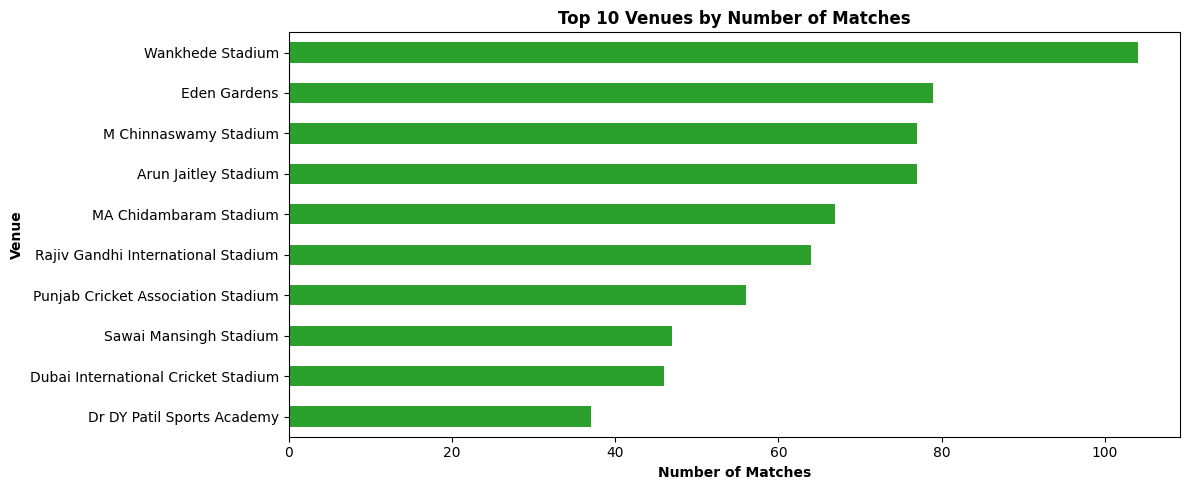 Top 10 Venues by Number of Matches
Wankhede Stadium
Eden Gardens
M Chinnaswamy Stadium
Arun Jaitley Stadium
MA Chidambaram Stadium
Rajiv Gandhi International Stadium
Punjab Cricket Association Stadium
Sawai Mansingh Stadium
Dubai International Cricket Stadium
Dr DY Patil Sports Academy
Venue
0 20 40 60 80 100
Number of Matches